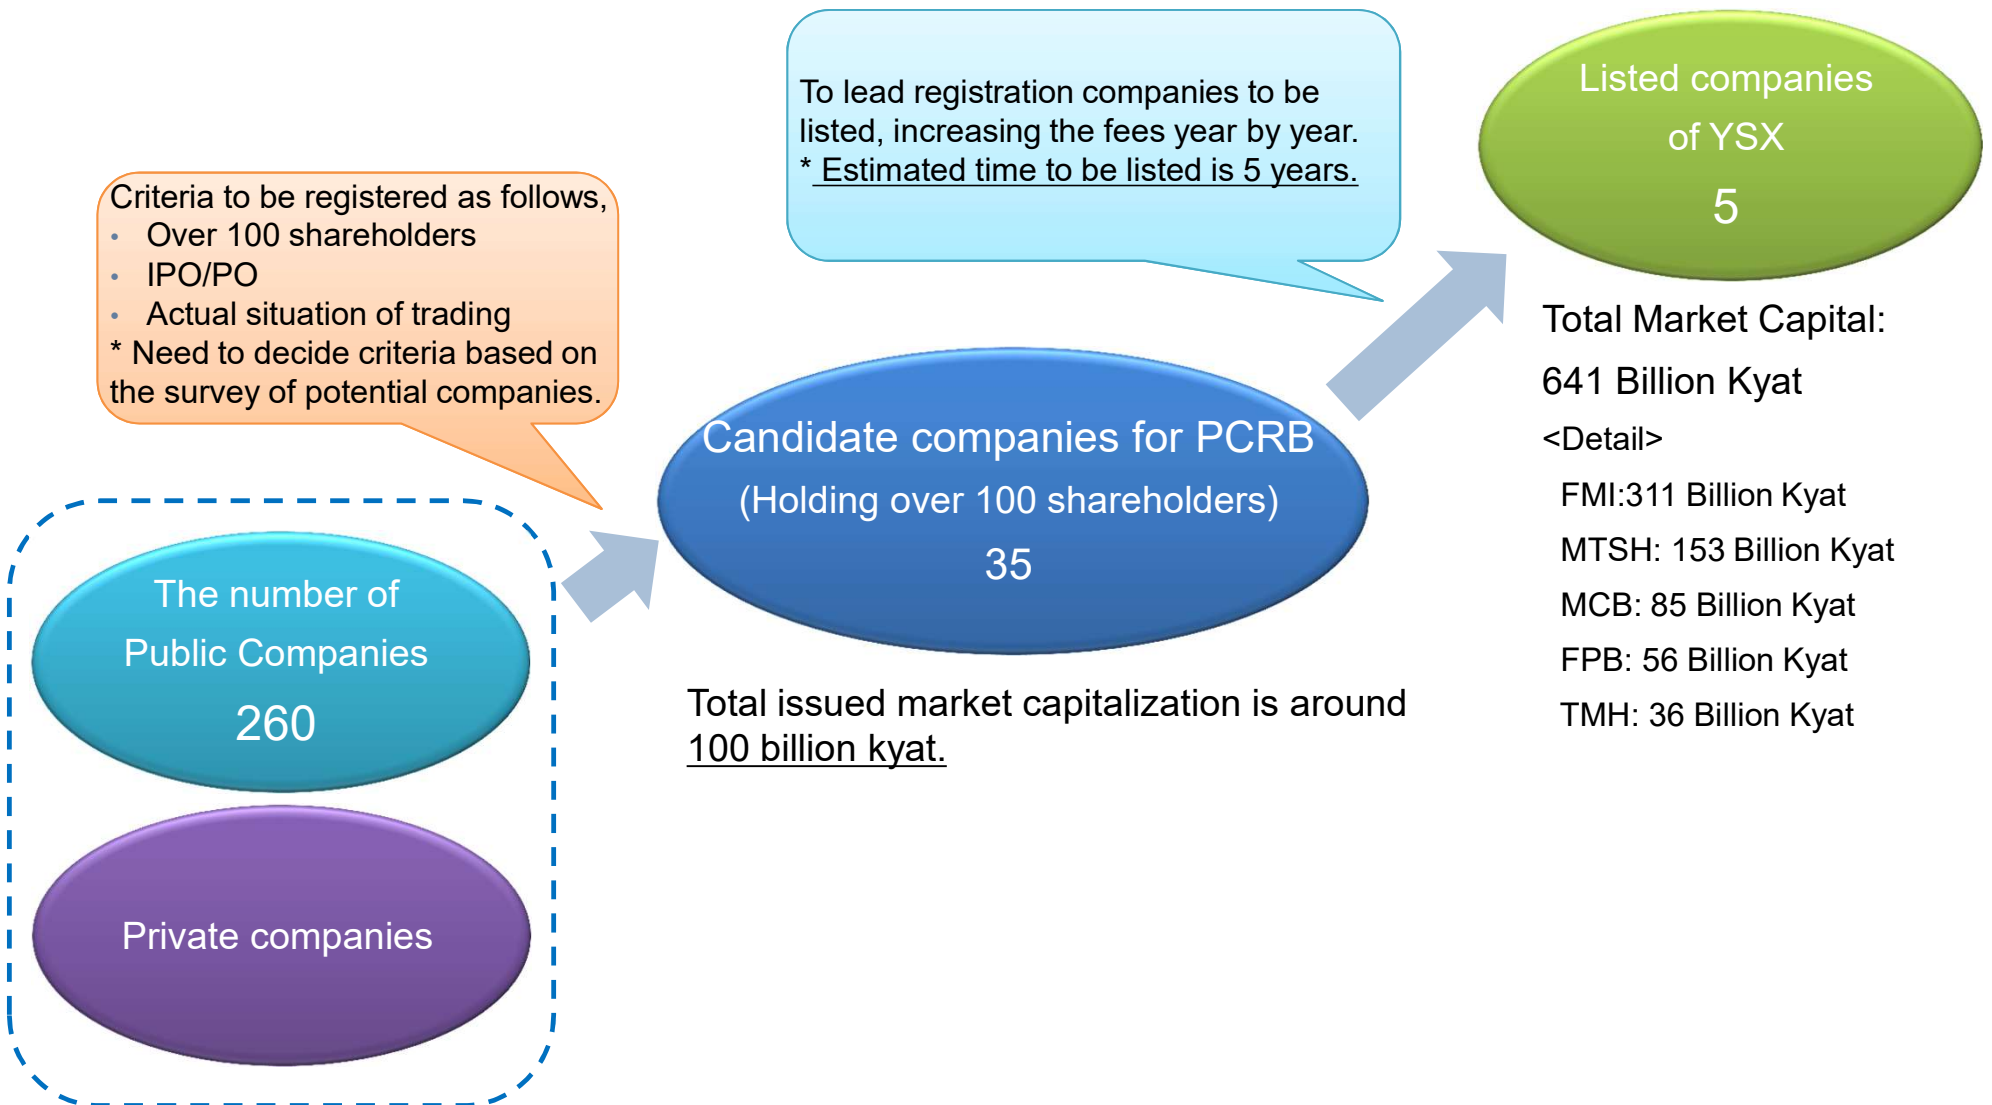 To lead registration companies to be
listed, increasing the fees year by year.
* Estimated time to be listed is 5 years.
Listed companies
of YSX
5
Criteria to be registered as follows,
• Over 100 shareholders
• IPO/PO
• Actual situation of trading
* Need to decide criteria based on
the survey of potential companies.
Candidate companies for PCRB
(Holding over 100 shareholders)
35
Total issued market capitalization is around
100 billion kyat.
Total Market Capital:
641 Billion Kyat
<Detail>
FMI:311 Billion Kyat
MTSH: 153 Billion Kyat
MCB: 85 Billion Kyat
FPB: 56 Billion Kyat
TMH: 36 Billion Kyat
The number of
Public Companies
260
Private companies